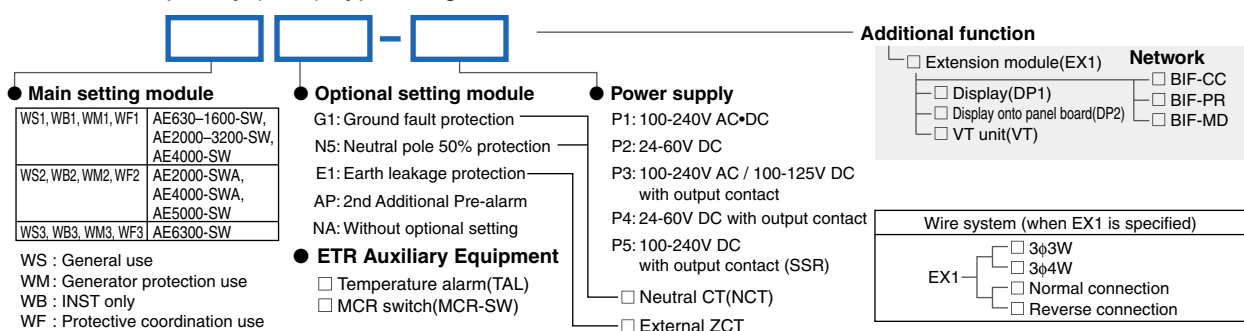 Additional function
□ Extension module(EX1)
Network
□ BIF-CC
□ Display(DP1)
□ BIF-PR
□ Display onto panel board(DP2)
□ BIF-MD
□ VT unit(VT)
● Main setting module
WS1, WB1, WM1, WF1
AE630–1600-SW,
AE2000–3200-SW,
AE4000-SW
WS2, WB2, WM2, WF2
AE2000-SWA,
AE4000-SWA,
AE5000-SW
WS3, WB3, WM3, WF3
AE6300-SW
WS : General use
WM : Generator protection use
WB : INST only
WF : Protective coordination use
● Optional setting module
G1: Ground fault protection
N5: Neutral pole 50% protection
E1: Earth leakage protection
AP: 2nd Additional Pre-alarm
NA: Without optional setting
● ETR Auxiliary Equipment
□ Temperature alarm(TAL)
□ MCR switch(MCR-SW)
● Power supply
P1: 100-240V AC•DC
P2: 24-60V DC
P3: 100-240V AC / 100-125V DC
with output contact
P4: 24-60V DC with output contact
P5: 100-240V DC
with output contact (SSR)
□ Neutral CT(NCT)
□ External ZCT
Wire system (when EX1 is specified)
EX1
□ 3ϕ3W
□ 3ϕ4W
□ Normal connection
□ Reverse connection